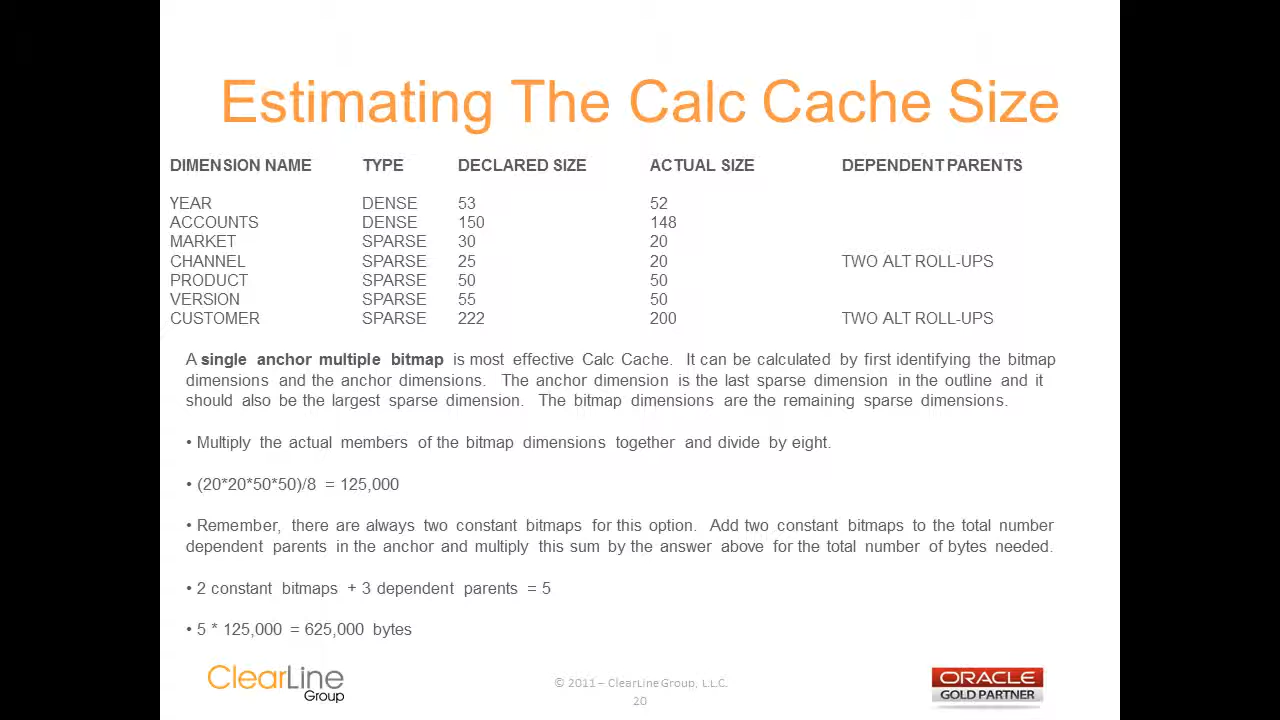 Estimating The Calc Cache Size
DIMENSION NAME TYPE DECLARED SIZE ACTUAL SIZE DEPENDENT PARENTS
YEAR DENSE 53 52
ACCOUNTS DENSE 150 148
MARKET SPARSE 30 20
CHANNEL SPARSE 25 20 TWO ALT ROLL-UPS
PRODUCT SPARSE 50 50
VERSION SPARSE 55 50
CUSTOMER SPARSE 222 200 TWO ALT ROLL-UPS
A single anchor multiple bitmap is most effective Calc Cache. It can be calculated by first identifying the bitmap
dimensions and the anchor dimensions. The anchor dimension is the last sparse dimension in the outline and it
should also be the largest sparse dimension. The bitmap dimensions are the remaining sparse dimensions.
• Multiply the actual members of the bitmap dimensions together and divide by eight.
• (20*20*50*50)/8 = 125,000
• Remember, there are always two constant bitmaps for this option. Add two constant bitmaps to the total number
dependent parents in the anchor and multiply this sum by the answer above for the total number of bytes needed.
• 2 constant bitmaps + 3 dependent parents = 5
• 5 * 125,000 = 625,000 bytes
ClearLine
Group
© 2011 – ClearLine Group, L.L.C.
20
ORACLE
GOLD PARTNER